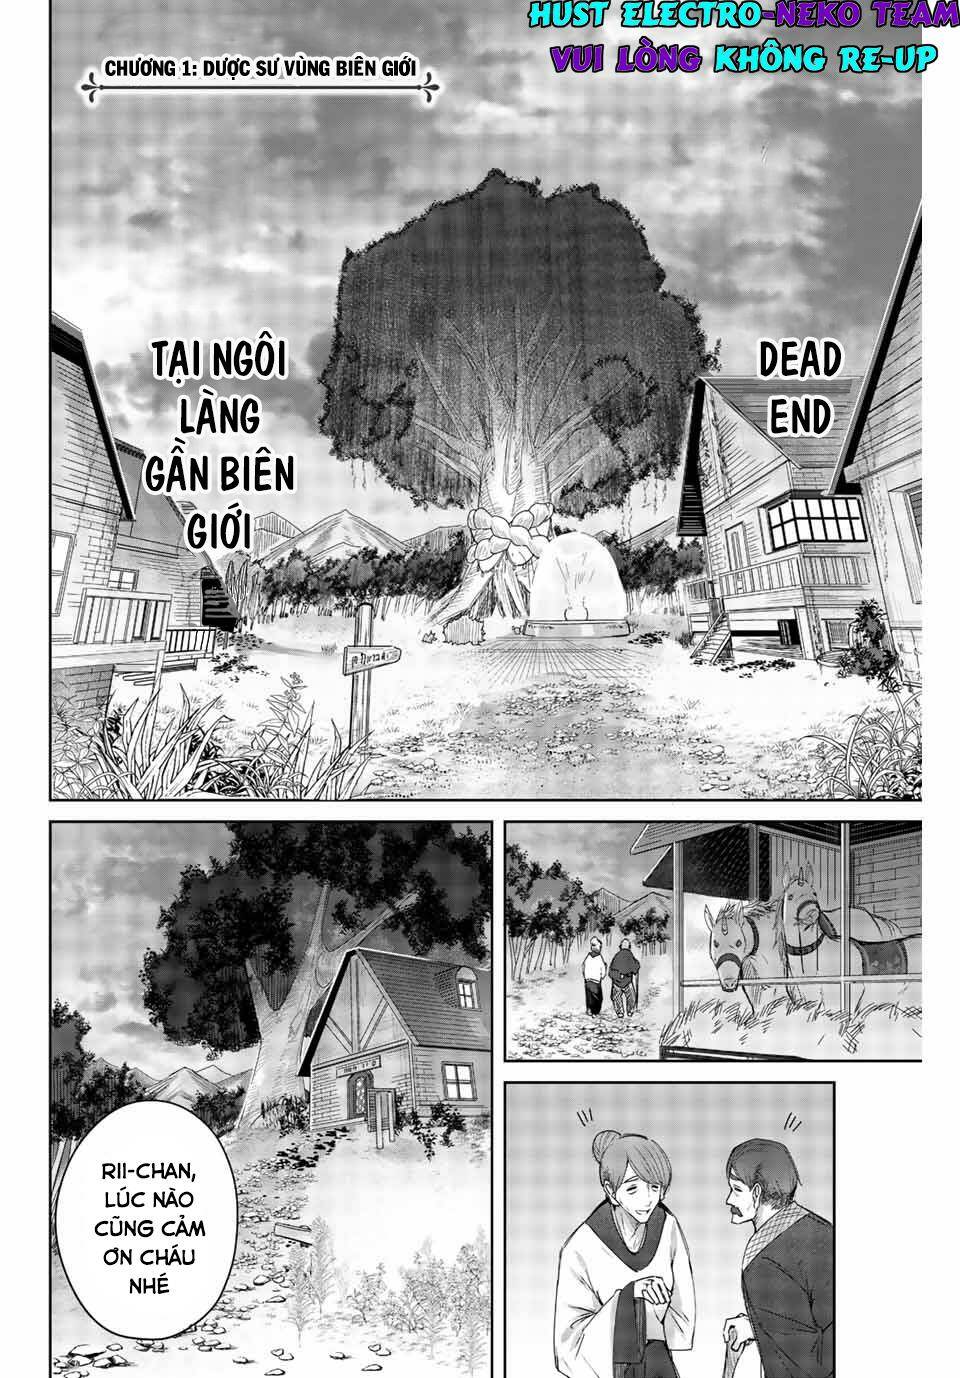 HUST ELECTRO-NEKO TEAM
VUI LÒNG KHÔNG RE-UP
CHƯƠNG 1: DƯỢC SƯ VÙNG BIÊN GIỚI
DEAD
END
TẠI NGÔI
LÀNG
GẦN BIÊN
GIỚI
RII-CHAN,
LÚC NÀO
CŨNG CẢM
ƠN CHÁU
NHÉ